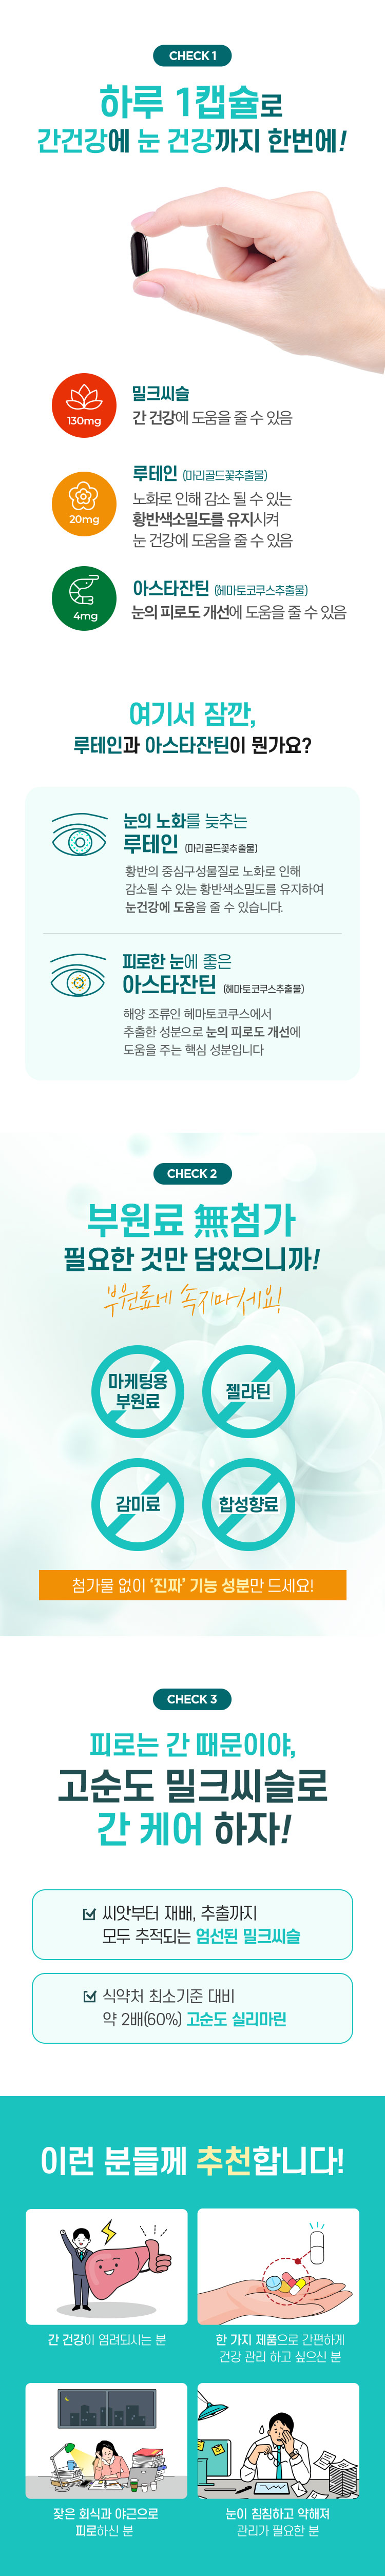 CHECK 1
하루 1캡슐로
간건강에 눈 건강까지 한번에!
밀크씨슬
130mg
간 건강에 도움을 줄 수 있음
루테인 (마리골드꽃추출물)
20mg
노화로 인해 감소 될 수 있는
황반색소밀도를 유지시켜
눈 건강에 도움을 줄 수 있음
아스타잔틴 (헤마토코쿠스추출물)
4mg
눈의 피로도 개선에 도움을 줄 수 있음
여기서 잠깐,
루테인과 아스타잔틴이 뭔가요?
눈의 노화를 늦추는
루테인 (마리골드꽃추출물)
황반의 중심구성물질로 노화로 인해
감소될 수 있는 황반색소밀도를 유지하여
눈건강에 도움을 줄 수 있습니다.
피로한 눈에 좋은
아스타잔틴 (헤마토코쿠스추출물)
해양 조류인 헤마토코쿠스에서
추출한 성분으로 눈의 피로도 개선에
도움을 주는 핵심 성분입니다
CHECK 2
부원료 無첨가
필요한 것만 담았으니까!
부원료에 속지마세요!
마케팅용
부원료
젤라틴
감미료
합성향료
첨가물 없이 '진짜' 기능 성분만 드세요!
CHECK 3
피로는 간 때문이야,
고순도 밀크씨슬로
간 케어 하자!
씨앗부터 재배, 추출까지
모두 추적되는 엄선된 밀크씨슬
식약처 최소기준 대비
약 2배(60%) 고순도 실리마린
이런 분들께 추천합니다!
간 건강이 염려되시는 분
한 가지 제품으로 간편하게
건강 관리 하고 싶으신 분
잦은 회식과 야근으로
피로하신 분
눈이 침침하고 약해져
관리가 필요한 분